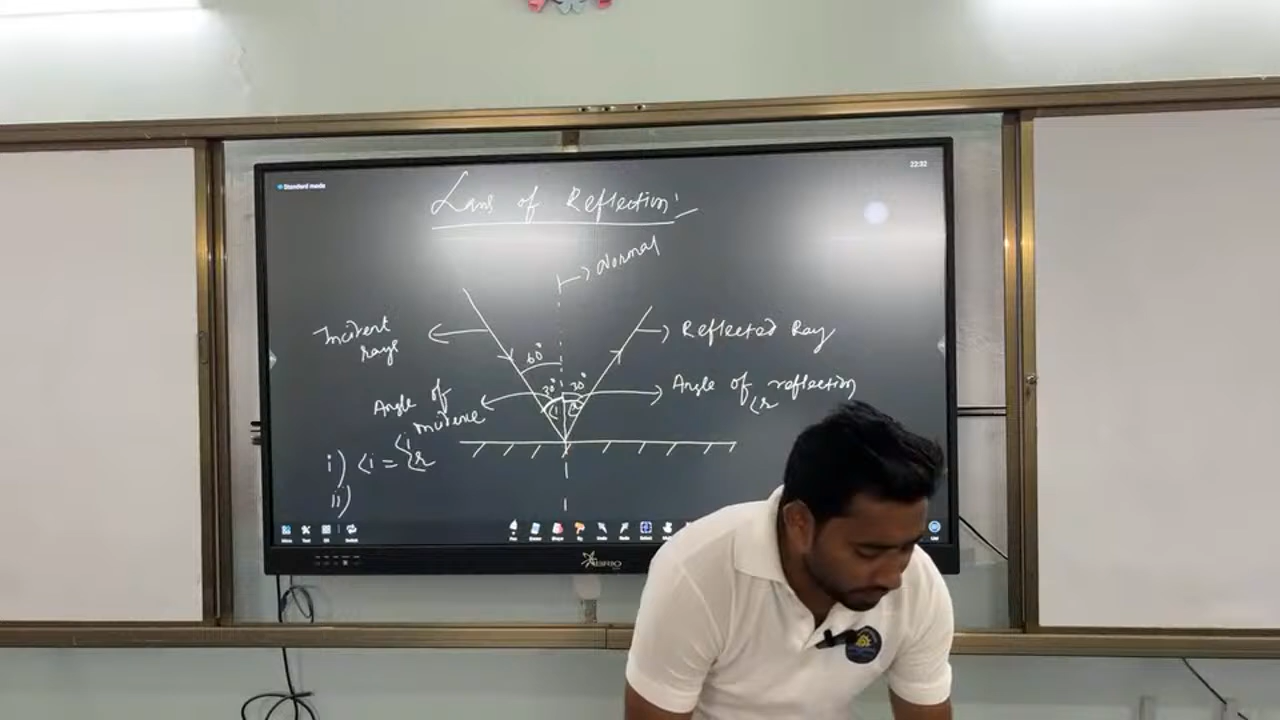 22:32
Standard mode
Laws of Reflection:-
Normal
Incident
rays
Reflected Ray
60°
30° 30°
Angle of
incidence
<i
Angle of reflection
<r
<i <r
i) <i = <r
ii)
ABRIO